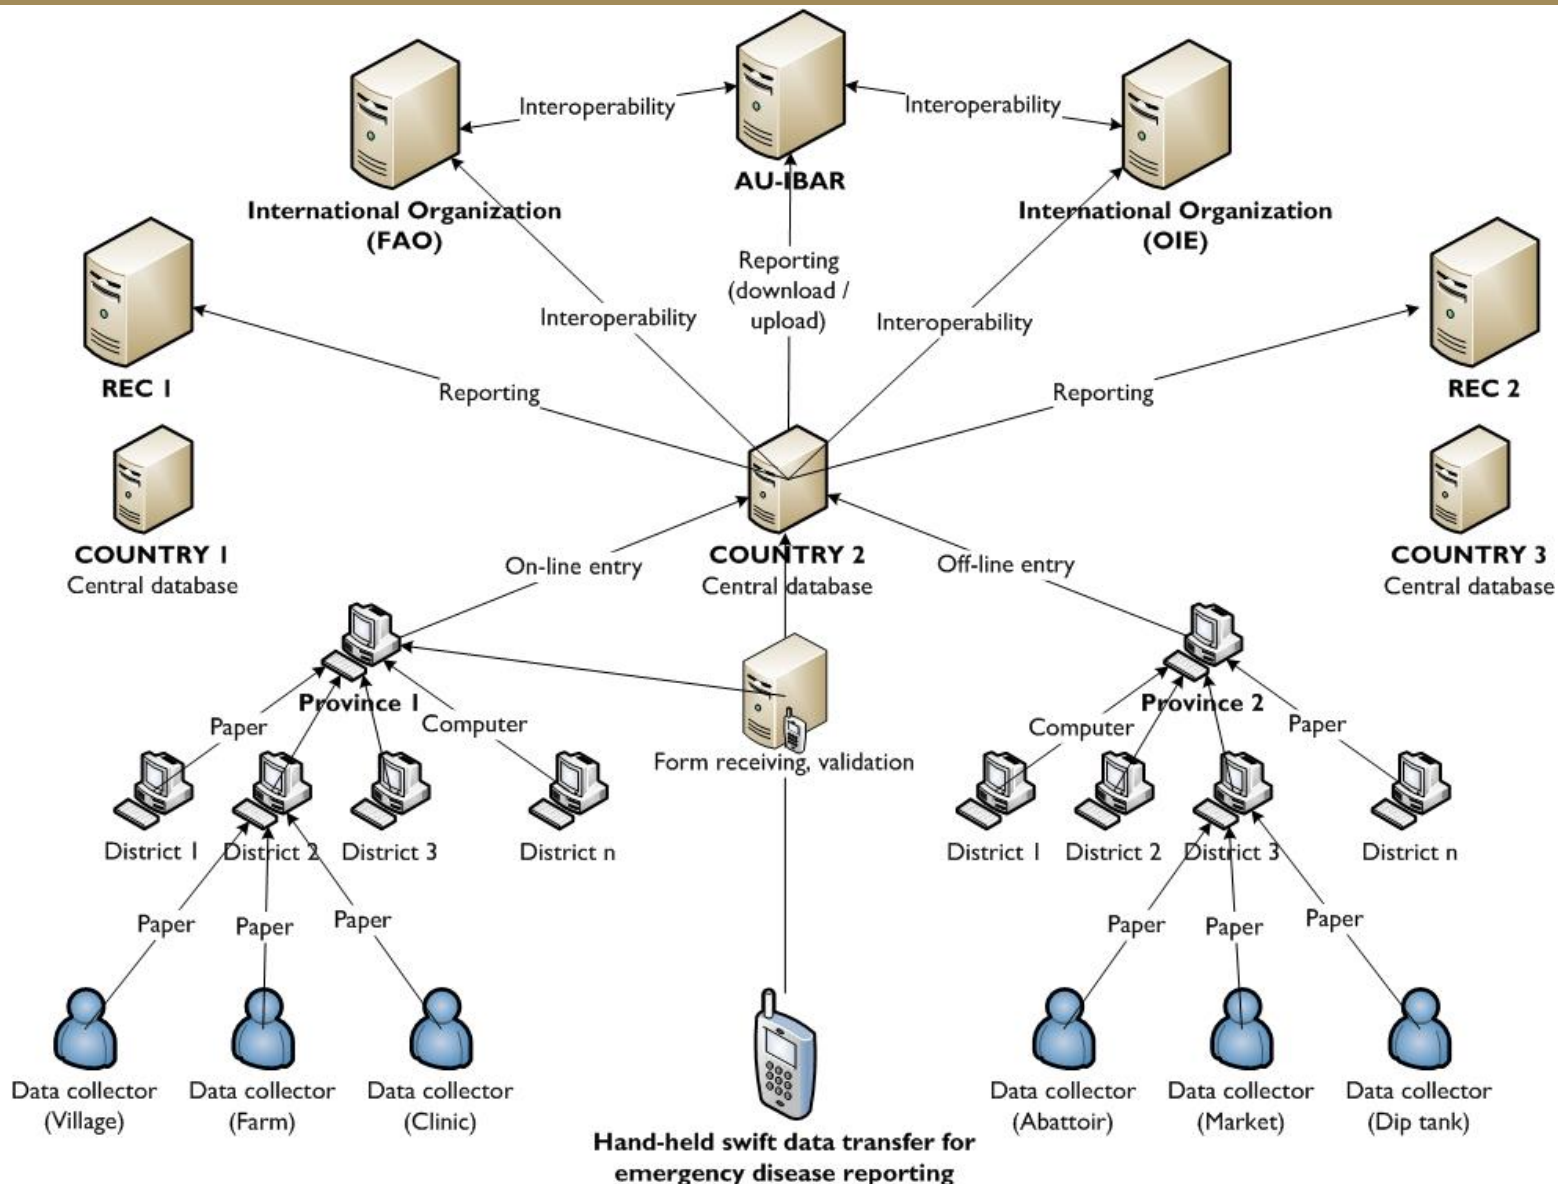 Interoperability
Interoperability
AU-IBAR
International Organization
(FAO)
International Organization
(OIE)
Reporting
(download /
upload)
Interoperability
Interoperability
REC 1
Reporting
Reporting
REC 2
COUNTRY 1
Central database
On-line entry
COUNTRY 2
Central database
Off-line entry
COUNTRY 3
Central database
Province 1
Province 2
Paper
Computer
Computer
Paper
Form receiving, validation
District 1
District 2
District 3
District n
District 1
District 2
District 3
District n
Paper
Paper
Paper
Paper
Paper
Paper
Data collector
(Village)
Data collector
(Farm)
Data collector
(Clinic)
Data collector
(Abattoir)
Data collector
(Market)
Data collector
(Dip tank)
Hand-held swift data transfer for
emergency disease reporting